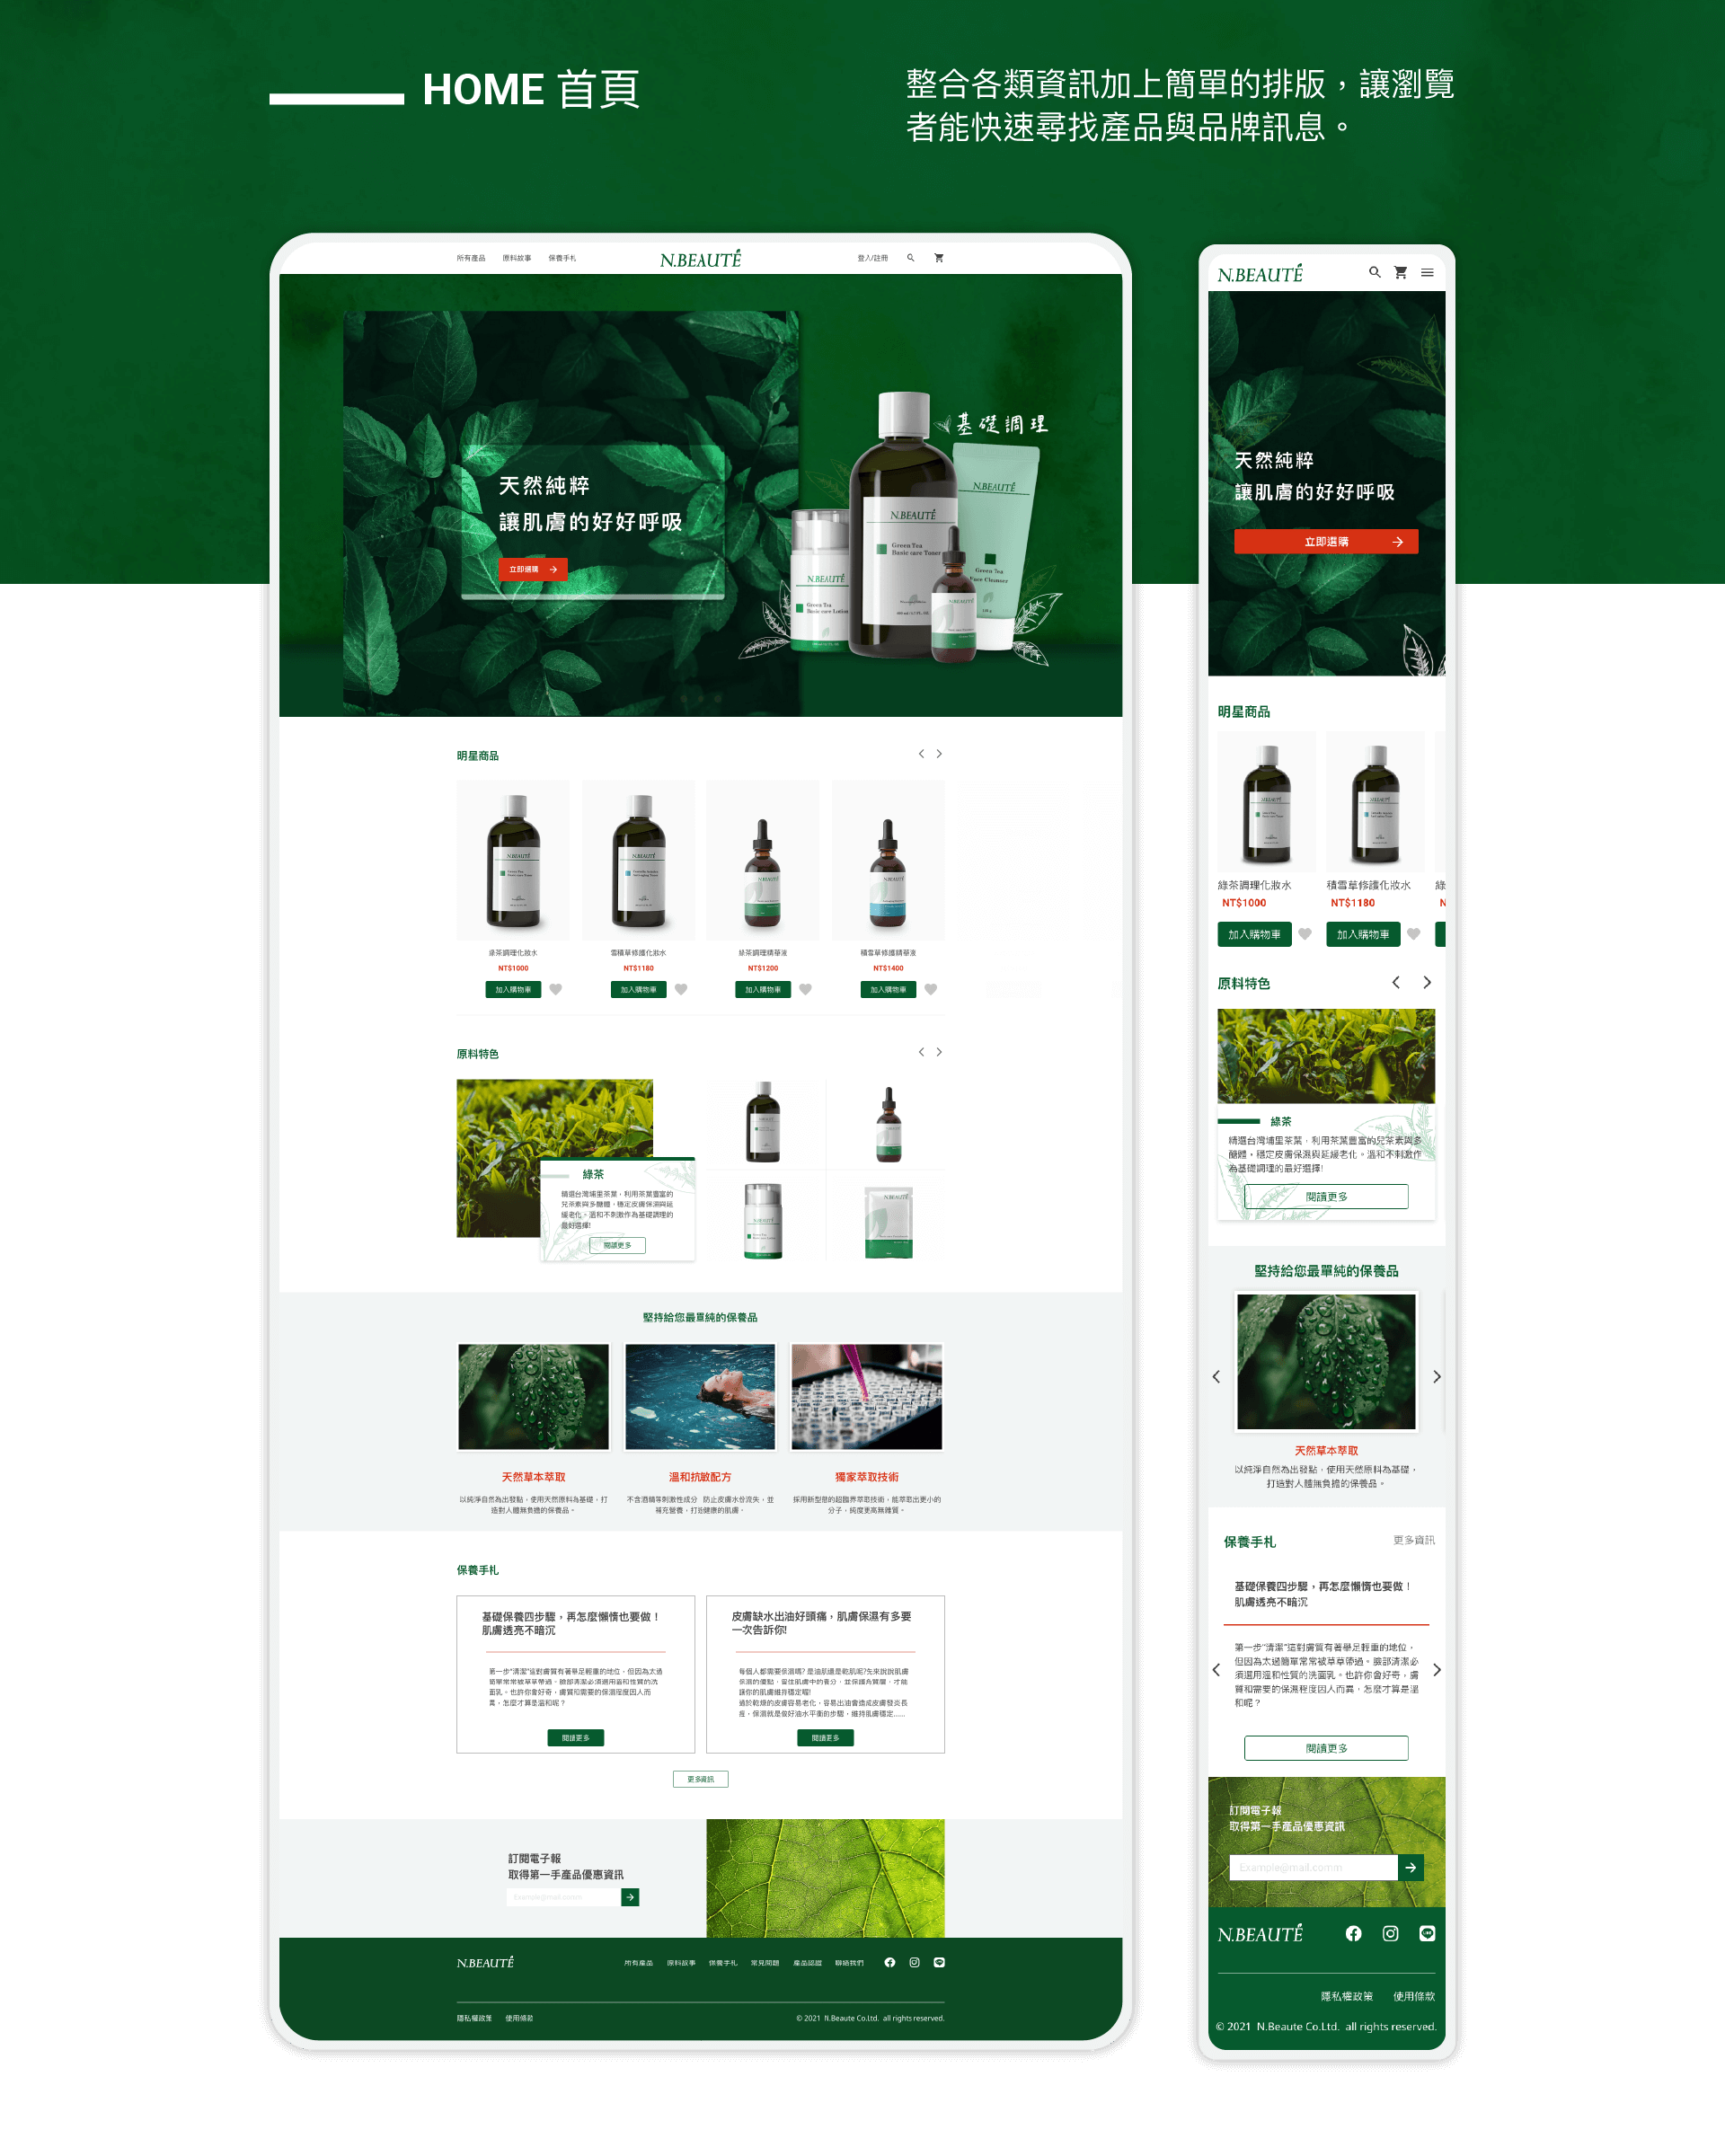 HOME 首頁
整合各類資訊加上簡單的排版，讓瀏覽
者能快速尋找產品與品牌訊息。
所有產品 原料故事 保養手札
N.BEAUTÉ
登入/註冊
基礎調理
天然純粹
讓肌膚的好好呼吸
立即選購
N.BEAUTÉ
Green Tea
Basic care Toner
N.BEAUTÉ
Green Tea
Face Cleanser
N.BEAUTÉ
Green Tea
Basic care Lotion
N.BEAUTÉ
明星商品
N.BEAUTÉ
N.BEAUTÉ
N.BEAUTÉ
N.BEAUTÉ
綠茶調理化妝水
NT$1000
加入購物車
雪積草修護化妝水
NT$1180
加入購物車
綠茶調理精華液
NT$1200
加入購物車
積雪草修護精華液
NT$1400
加入購物車
原料特色
綠茶
精選台灣埔里茶葉，利用茶葉豐富的
兒茶素與多醣體，穩定皮膚保濕與延
緩老化。溫和不刺激作為基礎調理的
最好選擇!
閱讀更多
堅持給您最單純的保養品
天然草本萃取
以純淨自然為出發點，使用天然原料為基礎，打
造對人體無負擔的保養品。
溫和抗敏配方
不含酒精等刺激性成分 防止皮膚水份流失，並
補充營養，打造健康的肌膚。
獨家萃取技術
採用新型態的超臨界萃取技術，能萃取出更小的
分子，純度更高無雜質。
保養手札
基礎保養四步驟，再怎麼懶惰也要做！
肌膚透亮不暗沉
第一步"清潔"這對膚質有著舉足輕重的地位，但因為太過
簡單常常被草草帶過。臉部清潔必須選用溫和性質的洗
面乳。也許你會好奇，膚質和需要的保濕程度因人而
異，怎麼才算是溫和呢？
閱讀更多
皮膚缺水出油好頭痛，肌膚保濕有多要
一次告訴你!
每個人都需要保濕嗎? 是油肌還是乾肌呢?先來說說肌膚
保濕的優點，留住肌膚中的養分，並保護角質層，才能
讓你的肌膚維持穩定喔!
過於乾燥的皮膚容易老化，容易出油會造成皮膚發炎長
痘，保濕就是做好油水平衡的步驟，維持肌膚穩定......
閱讀更多
更多資訊
訂閱電子報
取得第一手產品優惠資訊
Example@mail.comm
N.BEAUTÉ
所有產品 原料故事 保養手札 常見問題 產品認證 聯絡我們
隱私權政策 使用條款
© 2021 N.Beaute Co.Ltd. all rights reserved.
N.BEAUTÉ
天然純粹
讓肌膚的好好呼吸
立即選購
明星商品
綠茶調理化妝水
NT$1000
加入購物車
積雪草修護化妝水
NT$1180
加入購物車
綠
N
原料特色
綠茶
精選台灣埔里茶葉，利用茶葉豐富的兒茶素與多
醣體，穩定皮膚保濕與延緩老化。溫和不刺激作
為基礎調理的最好選擇!
閱讀更多
堅持給您最單純的保養品
天然草本萃取
以純淨自然為出發點，使用天然原料為基礎，
打造對人體無負擔的保養品。
保養手札
更多資訊
基礎保養四步驟，再怎麼懶惰也要做！
肌膚透亮不暗沉
第一步"清潔"這對膚質有著舉足輕重的地位，
但因為太過簡單常常被草草帶過。臉部清潔必
須選用溫和性質的洗面乳。也許你會好奇，膚
質和需要的保濕程度因人而異，怎麼才算是溫
和呢？
閱讀更多
訂閱電子報
取得第一手產品優惠資訊
Example@mail.comm
N.BEAUTÉ
隱私權政策 使用條款
© 2021 N.Beaute Co.Ltd. all rights reserved.